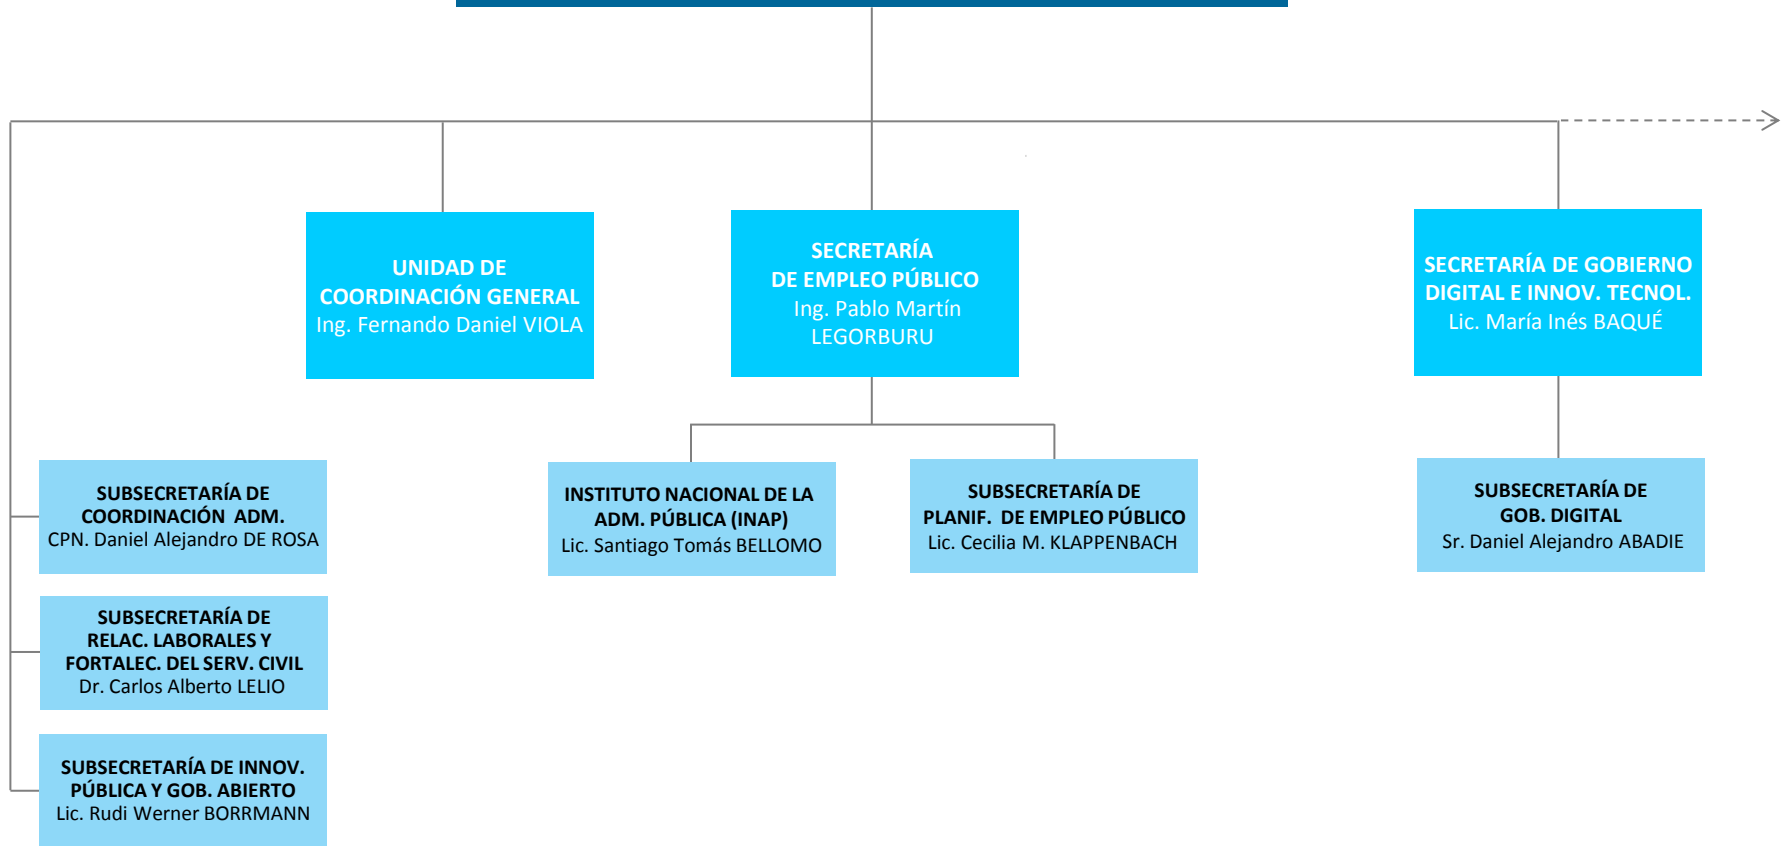 UNIDAD DE
COORDINACIÓN GENERAL
Ing. Fernando Daniel VIOLA
SECRETARÍA
DE EMPLEO PÚBLICO
Ing. Pablo Martín
LEGORBURU
SECRETARÍA DE GOBIERNO
DIGITAL E INNOV. TECNOL.
Lic. María Inés BAQUÉ
SUBSECRETARÍA DE
COORDINACIÓN ADM.
CPN. Daniel Alejandro DE ROSA
INSTITUTO NACIONAL DE LA
ADM. PÚBLICA (INAP)
Lic. Santiago Tomás BELLOMO
SUBSECRETARÍA DE
PLANIF. DE EMPLEO PÚBLICO
Lic. Cecilia M. KLAPPENBACH
SUBSECRETARÍA DE
GOB. DIGITAL
Sr. Daniel Alejandro ABADIE
SUBSECRETARÍA DE
RELAC. LABORALES Y
FORTALEC. DEL SERV. CIVIL
Dr. Carlos Alberto LELIO
SUBSECRETARÍA DE INNOV.
PÚBLICA Y GOB. ABIERTO
Lic. Rudi Werner BORRMANN